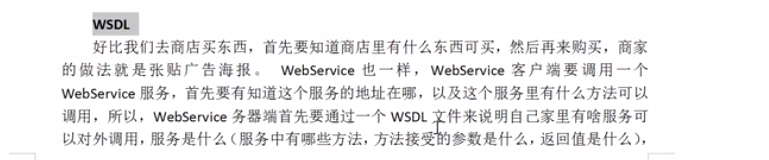 WSDL
好比我们去商店买东西，首先要知道商店里有什么东西可买，然后再来购买，商家
的做法就是张贴广告海报。 WebService 也一样，WebService 客户端要调用一个
WebService 服务，首先要有知道这个服务的地址在哪，以及这个服务里有什么方法可以
调用，所以，WebService 务器端首先要通过一个 WSDL 文件来说明自己家里有啥服务可
以对外调用，服务是什么（服务中有哪些方法，方法接受的参数是什么，返回值是什么），